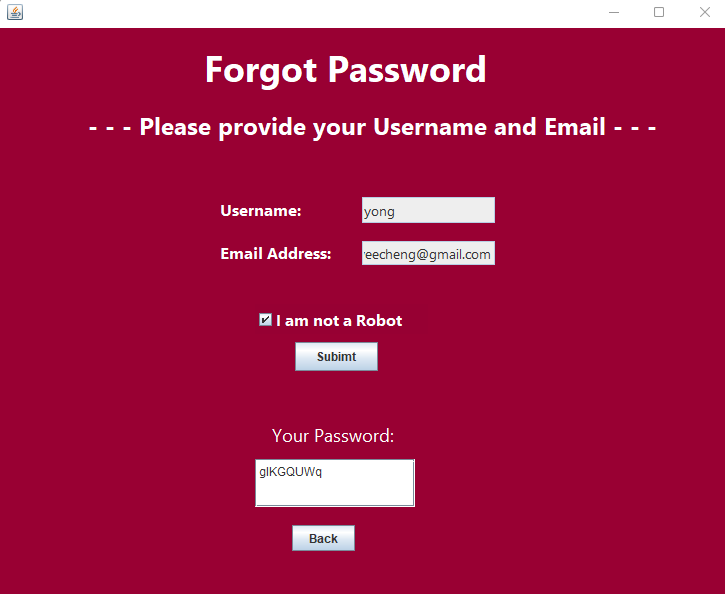 Forgot Password
- - - Please provide your Username and Email - - -
Username: yong
Email Address: eecheng@gmail.com
I am not a Robot
Subimt
Your Password:
glKGQUWq
Back